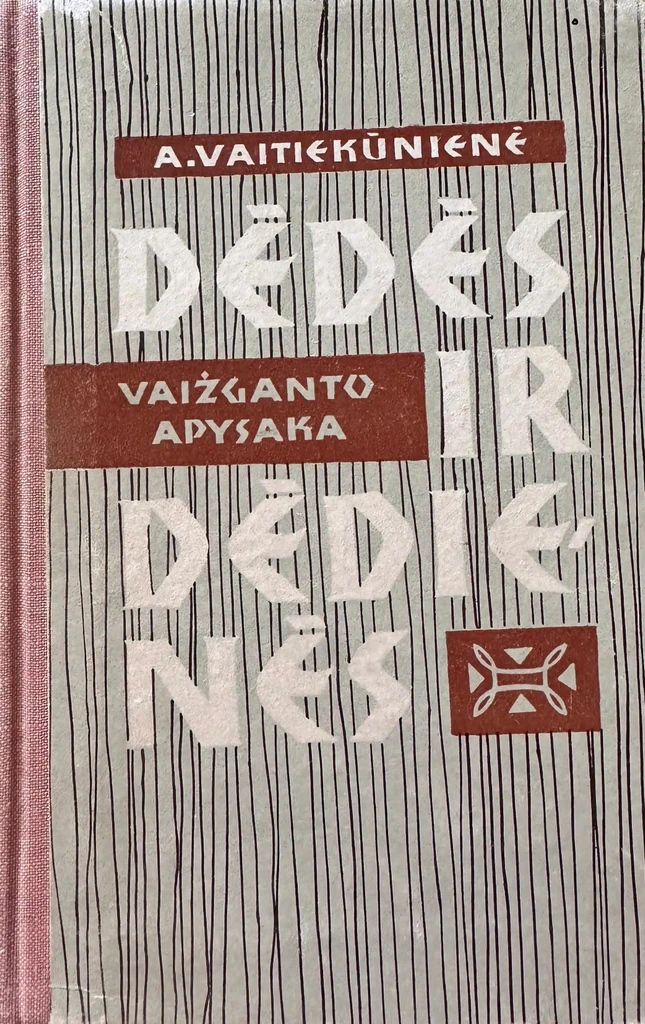 A.VAITIEKŪNIENĖ
DĖDĖS
VAIŽGANTO
APYSAKA
IR
DĖDIE-
NĖS